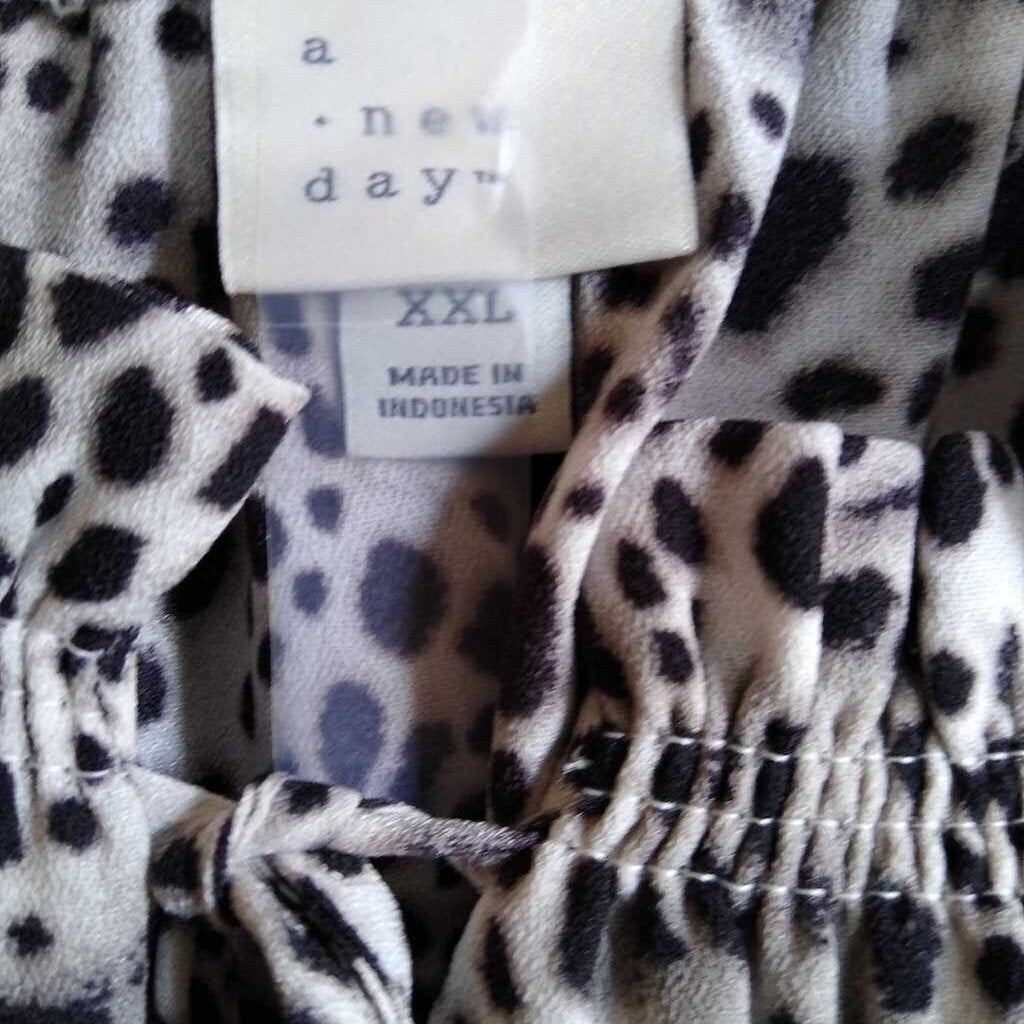 a
· new
day™
XXL
MADE IN
INDONESIA